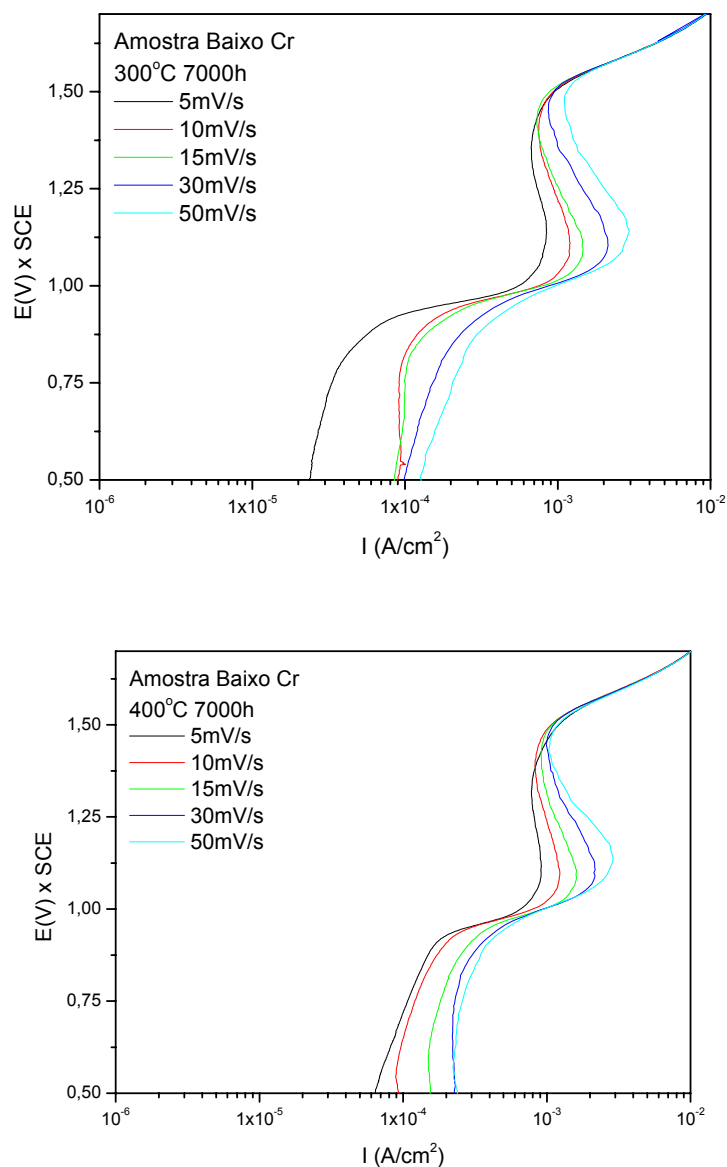 Amostra Baixo Cr
300°C 7000h
5mV/s
10mV/s
15mV/s
30mV/s
50mV/s
E(V) x SCE
1,50
1,25
1,00
0,75
0,50
10⁻⁶
1x10⁻⁵
1x10⁻⁴
10⁻³
10⁻²
I (A/cm²)
Amostra Baixo Cr
400°C 7000h
5mV/s
10mV/s
15mV/s
30mV/s
50mV/s
E(V) x SCE
1,50
1,25
1,00
0,75
0,50
10⁻⁶
1x10⁻⁵
1x10⁻⁴
10⁻³
10⁻²
I (A/cm²)